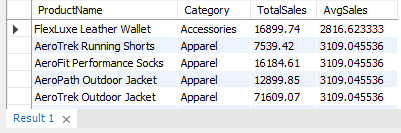 ProductName Category TotalSales AvgSales
FlexLuxe Leather Wallet Accessories 16899.74 2816.623333
AeroTrek Running Shorts Apparel 7539.42 3109.045536
AeroFit Performance Socks Apparel 16184.61 3109.045536
AeroPath Outdoor Jacket Apparel 12899.85 3109.045536
AeroTrek Outdoor Jacket Apparel 71609.07 3109.045536
Result 1